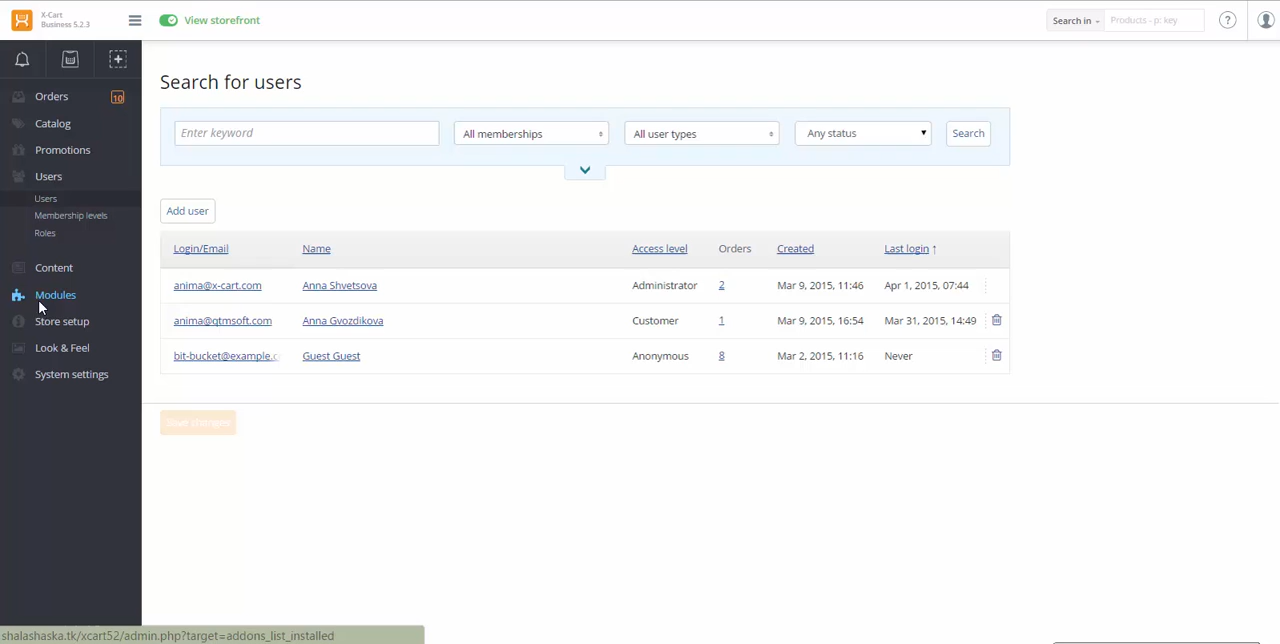 X-Cart
Business 5.2.3
View storefront
Search in
Products - p: key
?
Orders
10
Catalog
Promotions
Users
Users
Membership levels
Roles
Content
Modules
Store setup
Look & Feel
System settings
Search for users
Enter keyword
All memberships
All user types
Any status
Search
Add user
Login/Email Name Access level Orders Created Last login ↑
anima@x-cart.com Anna Shvetsova Administrator 2 Mar 9, 2015, 11:46 Apr 1, 2015, 07:44
anima@qtmsoft.com Anna Gvozdikova Customer 1 Mar 9, 2015, 16:54 Mar 31, 2015, 14:49
bit-bucket@example.c Guest Guest Anonymous 8 Mar 2, 2015, 11:16 Never
Save changes
shalashaska.tk/xcart52/admin.php?target=addons_list_installed